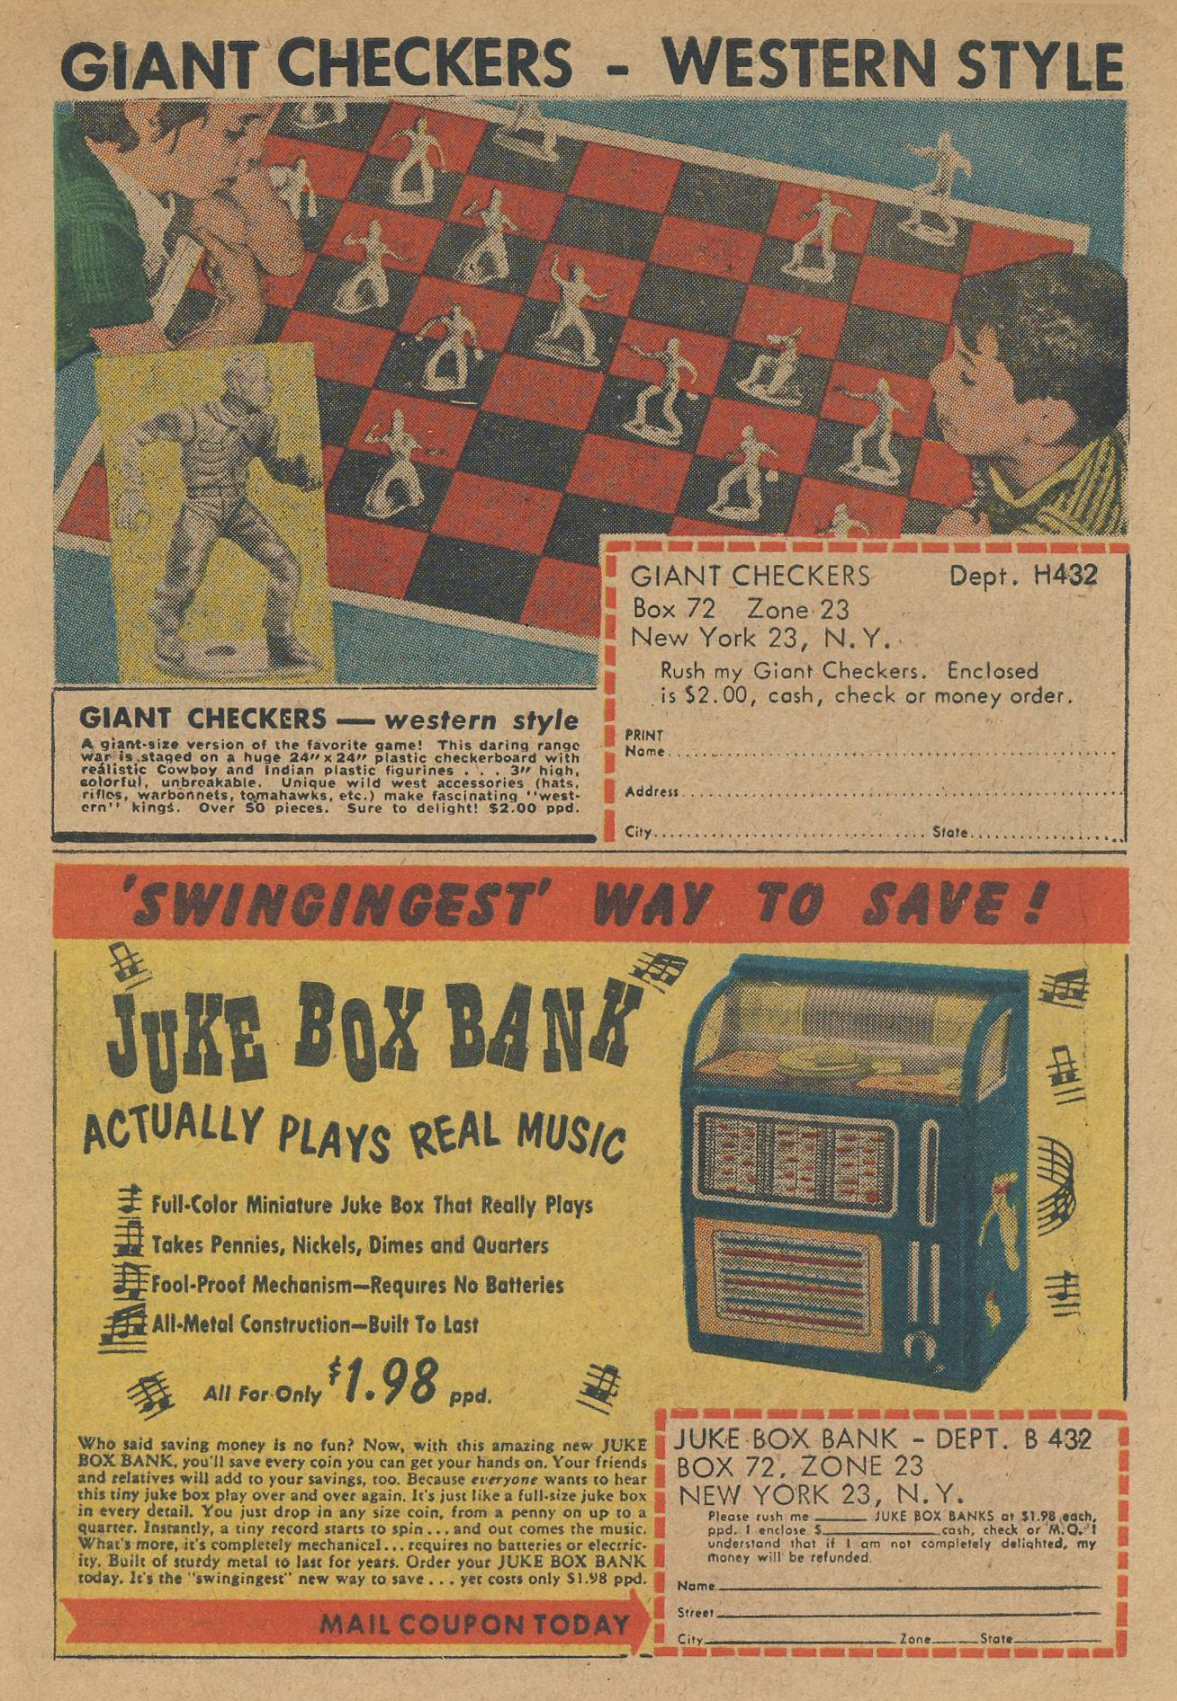 GIANT CHECKERS - WESTERN STYLE
GIANT CHECKERS — western style
A giant-size version of the favorite game! This daring range
war is staged on a huge 24" x 24" plastic checkerboard with
realistic Cowboy and Indian plastic figurines . . . 3" high,
colorful, unbreakable. Unique wild west accessories (hats,
rifles, warbonnets, tomahawks, etc.) make fascinating "west-
ern" kings. Over 50 pieces. Sure to delight! $2.00 ppd.
GIANT CHECKERS Dept. H432
Box 72 Zone 23
New York 23, N.Y.
Rush my Giant Checkers. Enclosed
is $2.00, cash, check or money order.
PRINT
Name
Address
City State
'SWINGINGEST' WAY TO SAVE!
JUKE BOX BANK
ACTUALLY PLAYS REAL MUSIC
Full-Color Miniature Juke Box That Really Plays
Takes Pennies, Nickels, Dimes and Quarters
Fool-Proof Mechanism—Requires No Batteries
All-Metal Construction—Built To Last
All For Only $1.98 ppd.
Who said saving money is no fun? Now, with this amazing new JUKE
BOX BANK, you'll save every coin you can get your hands on. Your friends
and relatives will add to your savings, too. Because everyone wants to hear
this tiny juke box play over and over again. It's just like a full-size juke box
in every detail. You just drop in any size coin, from a penny on up to a
quarter. Instantly, a tiny record starts to spin . . . and out comes the music.
What's more, it's completely mechanical . . . requires no batteries or electric-
ity. Built of sturdy metal to last for years. Order your JUKE BOX BANK
today. It's the "swingingest" new way to save . . . yet costs only $1.98 ppd.
MAIL COUPON TODAY
JUKE BOX BANK - DEPT. B 432
BOX 72, ZONE 23
NEW YORK 23, N.Y.
Please rush me ______ JUKE BOX BANKS at $1.98 each,
ppd. I enclose $______ cash, check or M.O. I
understand that if I am not completely delighted, my
money will be refunded.
Name
Street
City Zone State